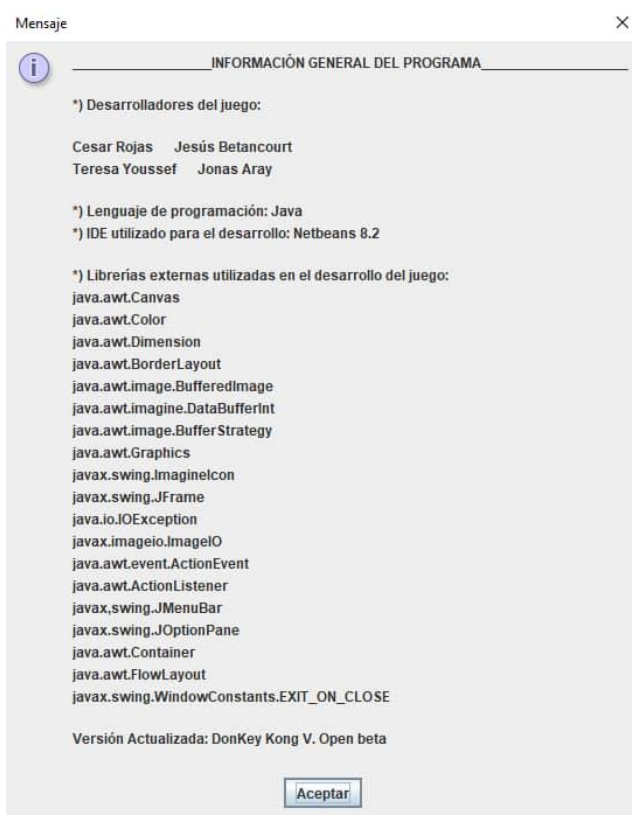 Mensaje
____________________INFORMACIÓN GENERAL DEL PROGRAMA____________________
*) Desarrolladores del juego:
Cesar Rojas Jesús Betancourt
Teresa Youssef Jonas Aray
*) Lenguaje de programación: Java
*) IDE utilizado para el desarrollo: Netbeans 8.2
*) Librerías externas utilizadas en el desarrollo del juego:
java.awt.Canvas
java.awt.Color
java.awt.Dimension
java.awt.BorderLayout
java.awt.image.BufferedImage
java.awt.imagine.DataBufferInt
java.awt.image.BufferStrategy
java.awt.Graphics
javax.swing.ImagineIcon
javax.swing.JFrame
java.io.IOException
javax.imageio.ImageIO
java.awt.event.ActionEvent
java.awt.ActionListener
javax,swing.JMenuBar
javax.swing.JOptionPane
java.awt.Container
java.awt.FlowLayout
javax.swing.WindowConstants.EXIT_ON_CLOSE
Versión Actualizada: DonKey Kong V. Open beta
Aceptar